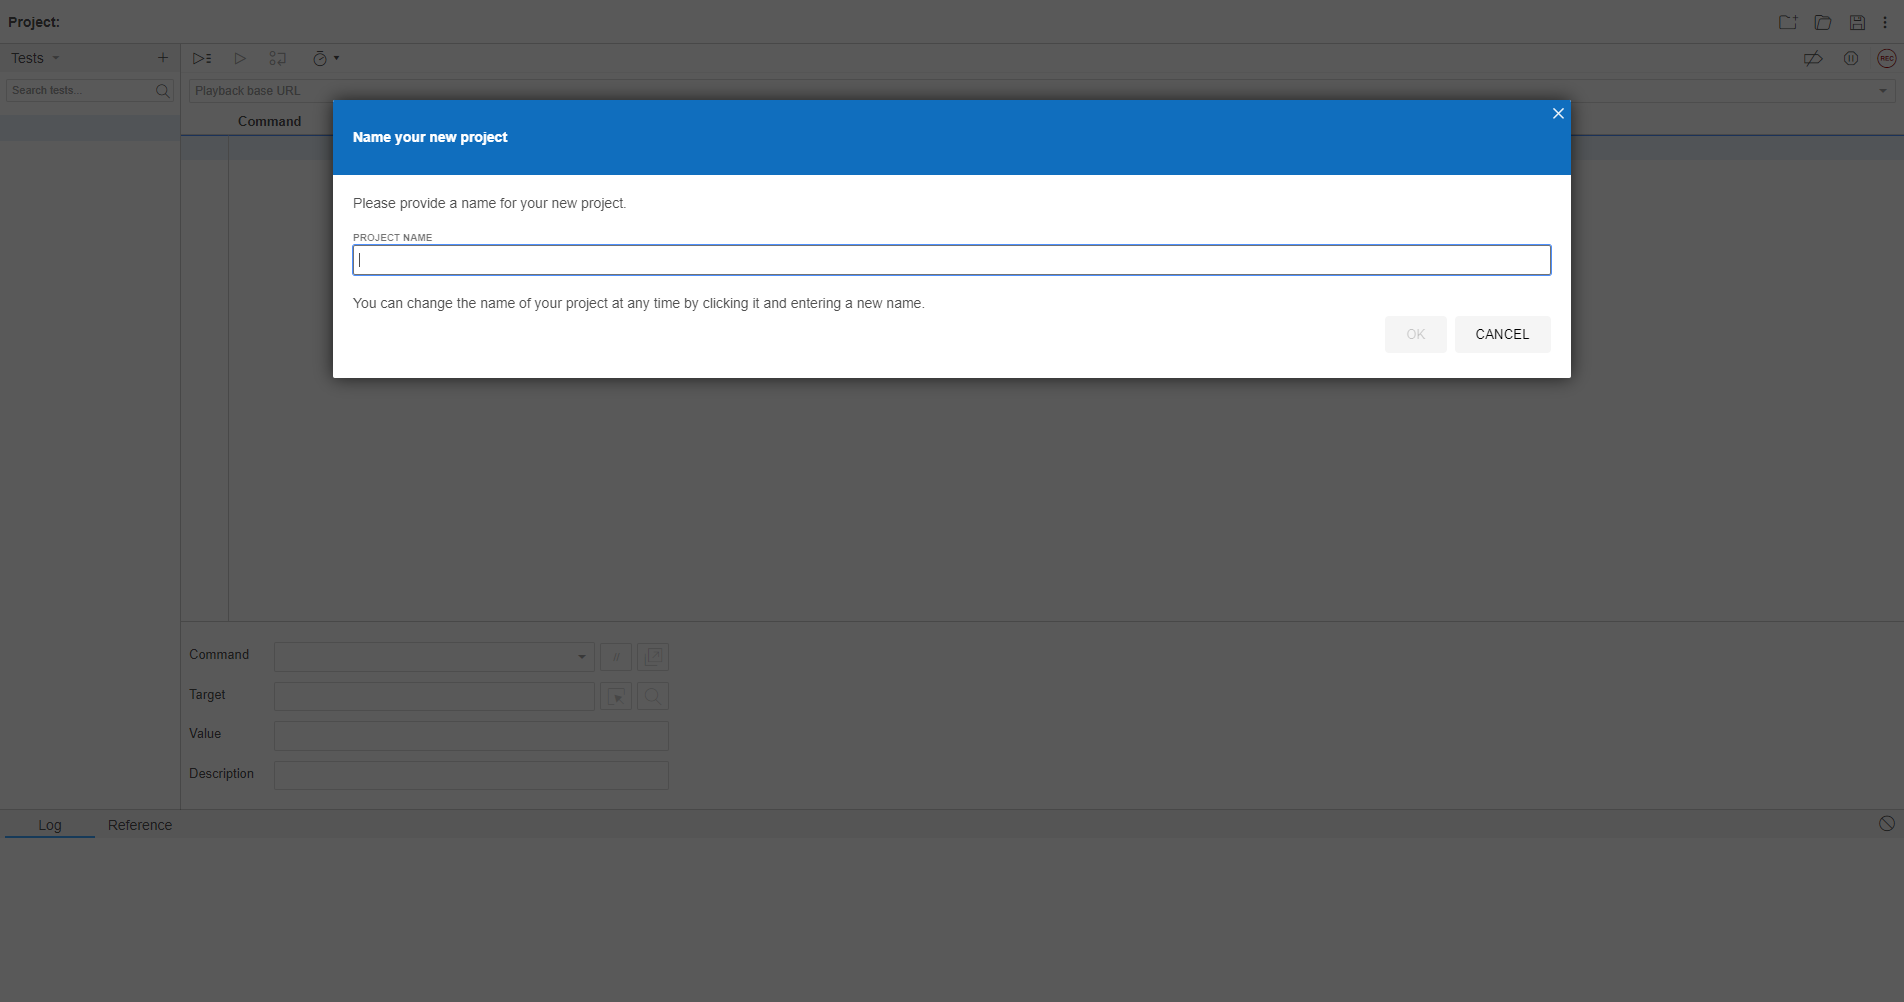 Project:
Tests
Search tests...
REC
Playback base URL
Command
Name your new project
Please provide a name for your new project.
PROJECT NAME
You can change the name of your project at any time by clicking it and entering a new name.
OK
CANCEL
Command
//
Target
Value
Description
Log
Reference